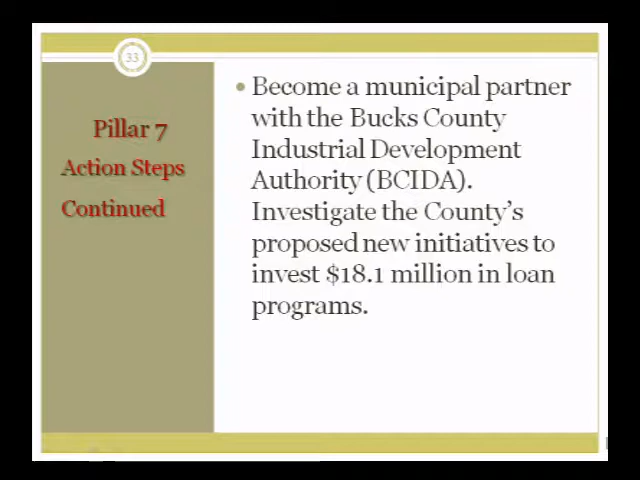 33
Pillar 7
Action Steps
Continued
• Become a municipal partner
with the Bucks County
Industrial Development
Authority (BCIDA).
Investigate the County's
proposed new initiatives to
invest $18.1 million in loan
programs.